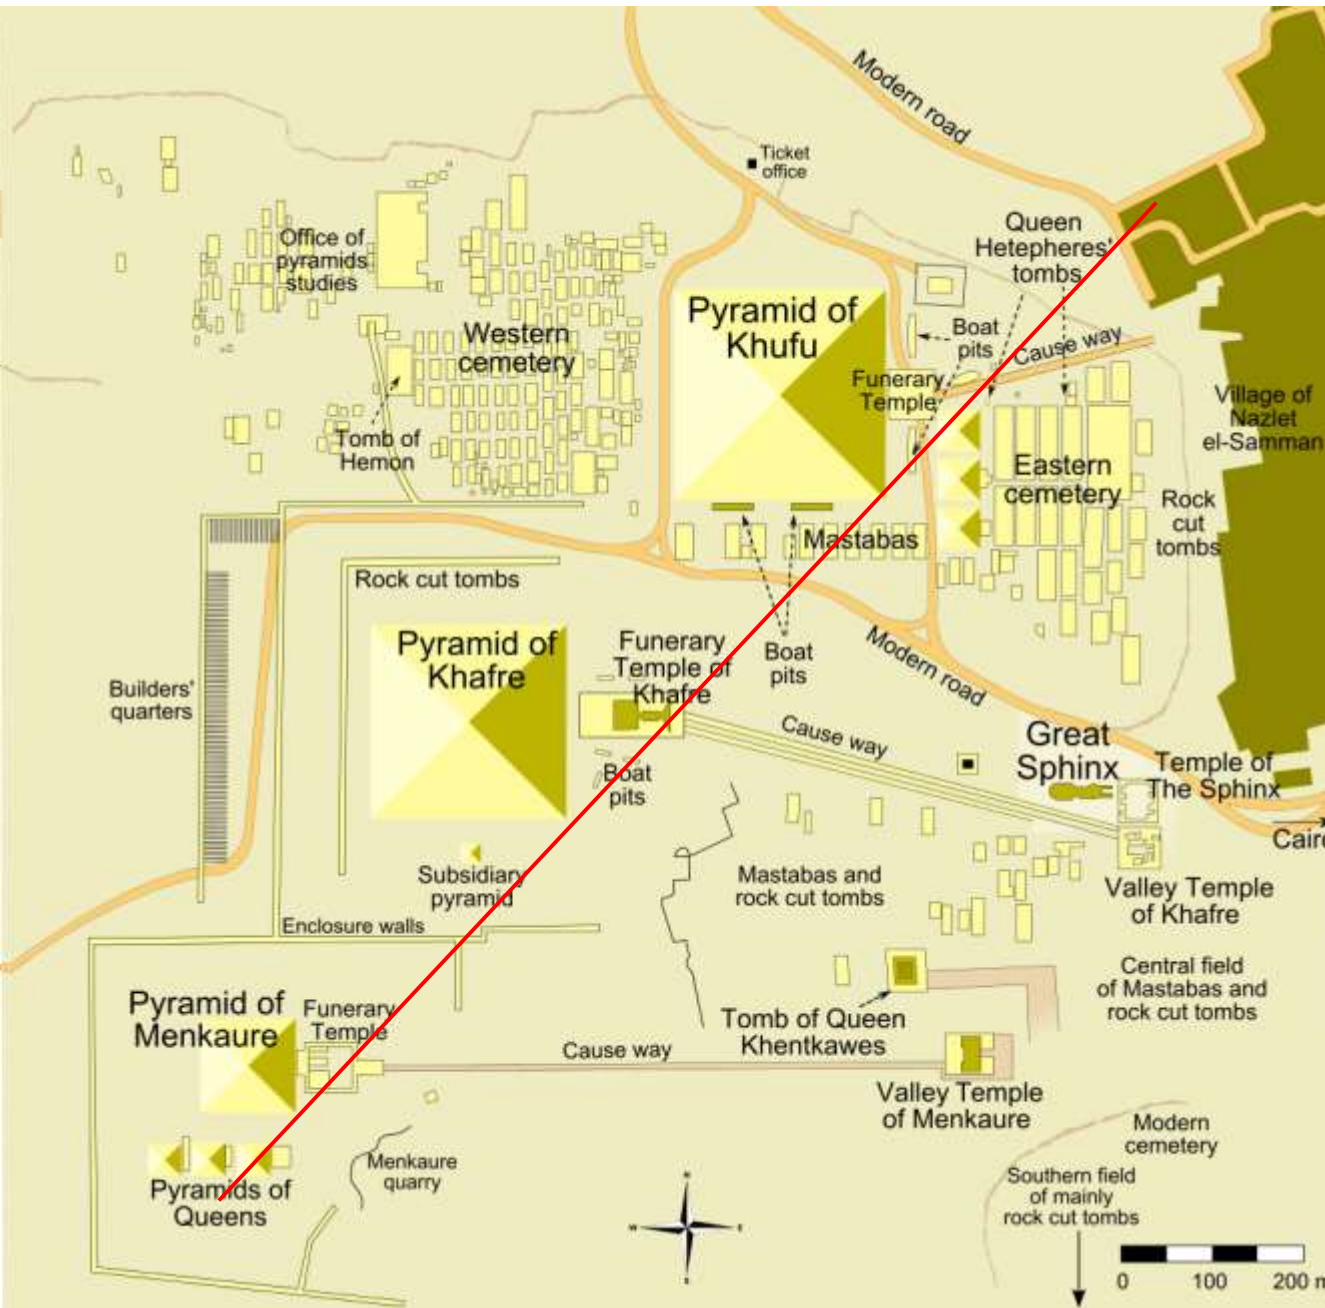 Modern road
Ticket
office
Queen
Hetepheres'
tombs
Office of
pyramids
studies
Western
cemetery
Pyramid of
Khufu
Boat
pits
Cause way
Funerary
Temple
Village of
Nazlet
el-Samman
Tomb of
Hemon
Eastern
cemetery
Rock
cut
tombs
Mastabas
Rock cut tombs
Pyramid of
Khafre
Funerary
Temple of
Khafre
Boat
pits
Modern road
Builders'
quarters
Cause way
Great
Sphinx
Temple of
The Sphinx
Boat
pits
Cairo
Subsidiary
pyramid
Mastabas and
rock cut tombs
Valley Temple
of Khafre
Enclosure walls
Central field
of Mastabas and
rock cut tombs
Pyramid of
Menkaure
Funerary
Temple
Tomb of Queen
Khentkawes
Cause way
Valley Temple
of Menkaure
Modern
cemetery
Menkaure
quarry
Pyramids of
Queens
Southern field
of mainly
rock cut tombs
N
W E
S
0 100 200 m